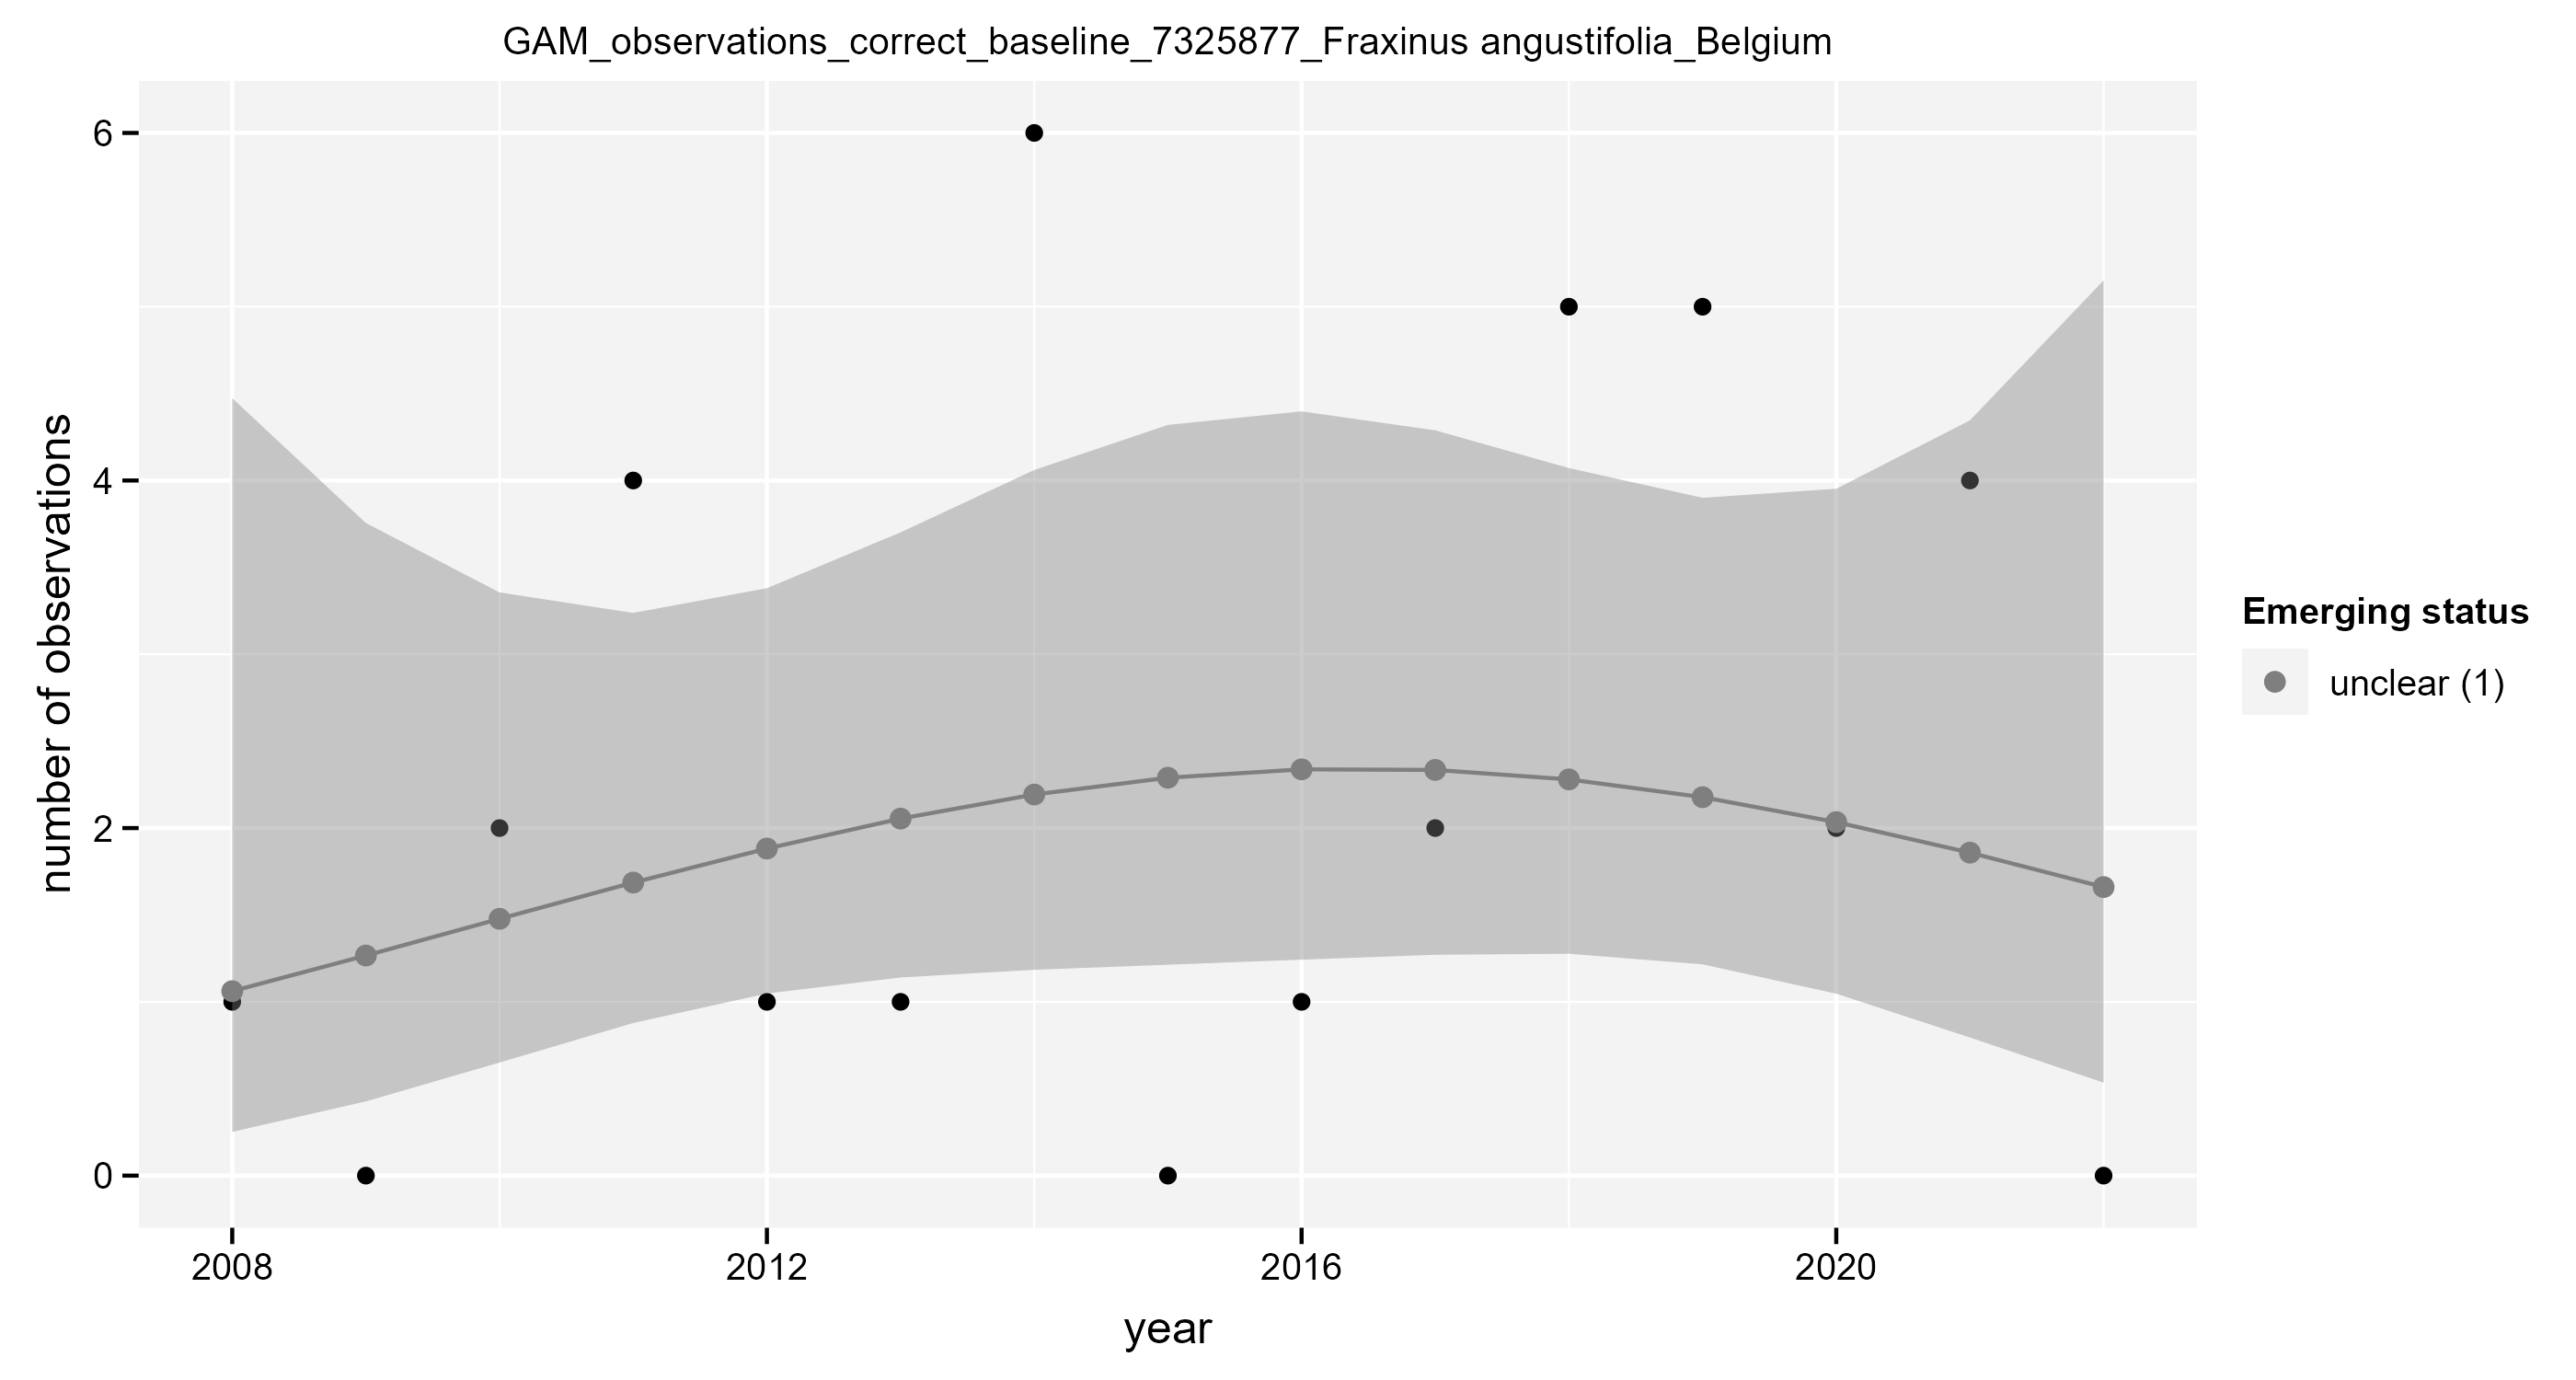 GAM_observations_correct_baseline_7325877_Fraxinus angustifolia_Belgium
number of observations
6
4
2
0
2008
2012
2016
2020
year
Emerging status
unclear (1)